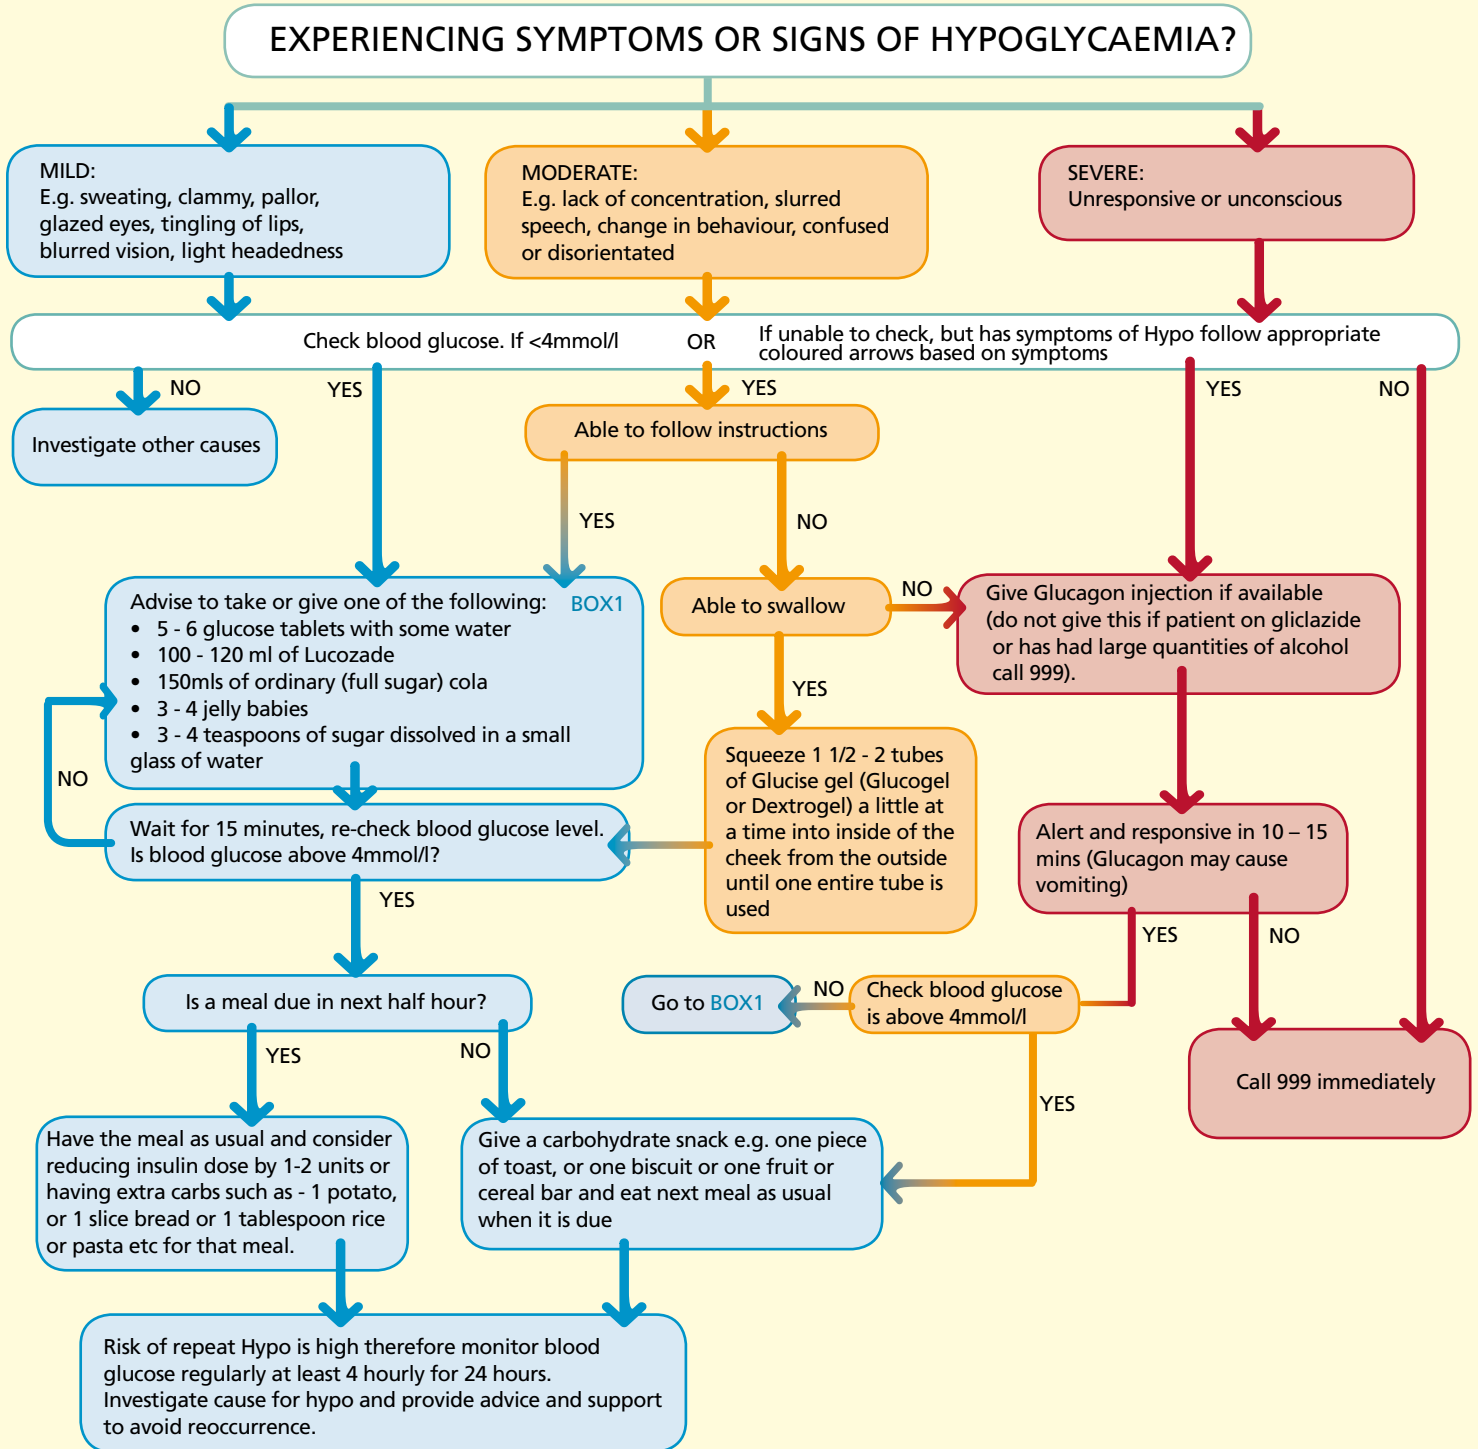 EXPERIENCING SYMPTOMS OR SIGNS OF HYPOGLYCAEMIA?
MILD:
E.g. sweating, clammy, pallor,
glazed eyes, tingling of lips,
blurred vision, light headedness
MODERATE:
E.g. lack of concentration, slurred
speech, change in behaviour, confused
or disorientated
SEVERE:
Unresponsive or unconscious
Check blood glucose. If <4mmol/l
OR
If unable to check, but has symptoms of Hypo follow appropriate
coloured arrows based on symptoms
NO
YES
YES
YES
NO
Investigate other causes
Able to follow instructions
YES
NO
Advise to take or give one of the following: BOX1
• 5 - 6 glucose tablets with some water
• 100 - 120 ml of Lucozade
• 150mls of ordinary (full sugar) cola
• 3 - 4 jelly babies
• 3 - 4 teaspoons of sugar dissolved in a small
glass of water
Able to swallow
NO
Give Glucagon injection if available
(do not give this if patient on gliclazide
or has had large quantities of alcohol
call 999).
YES
NO
Squeeze 1 1/2 - 2 tubes
of Glucise gel (Glucogel
or Dextrogel) a little at
a time into inside of the
cheek from the outside
until one entire tube is
used
Wait for 15 minutes, re-check blood glucose level.
Is blood glucose above 4mmol/l?
Alert and responsive in 10 – 15
mins (Glucagon may cause
vomiting)
YES
YES
NO
Is a meal due in next half hour?
Go to BOX1
NO
Check blood glucose
is above 4mmol/l
YES
NO
YES
Call 999 immediately
Have the meal as usual and consider
reducing insulin dose by 1-2 units or
having extra carbs such as - 1 potato,
or 1 slice bread or 1 tablespoon rice
or pasta etc for that meal.
Give a carbohydrate snack e.g. one piece
of toast, or one biscuit or one fruit or
cereal bar and eat next meal as usual
when it is due
Risk of repeat Hypo is high therefore monitor blood
glucose regularly at least 4 hourly for 24 hours.
Investigate cause for hypo and provide advice and support
to avoid reoccurrence.